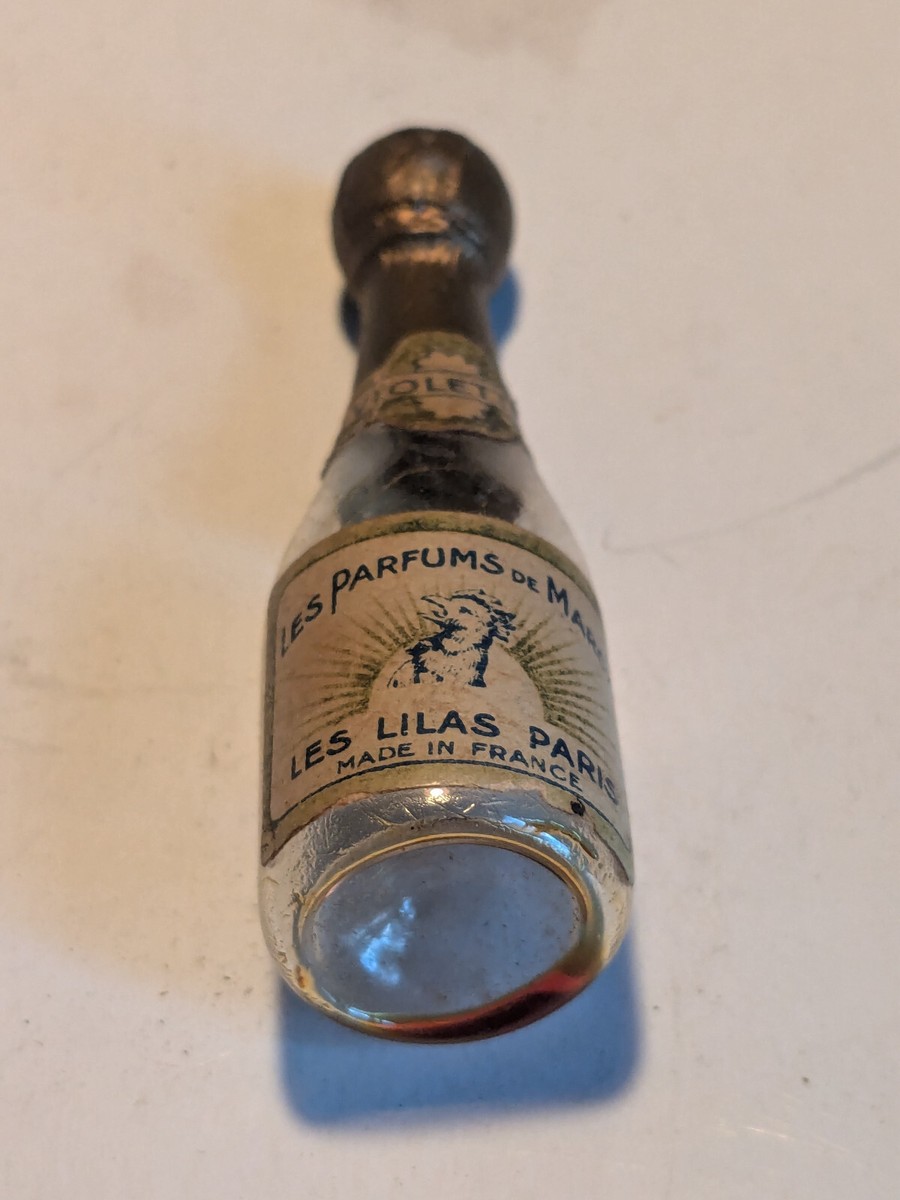 LES PARFUMS DE
LES LILAS PARIS
MADE IN FRANCE